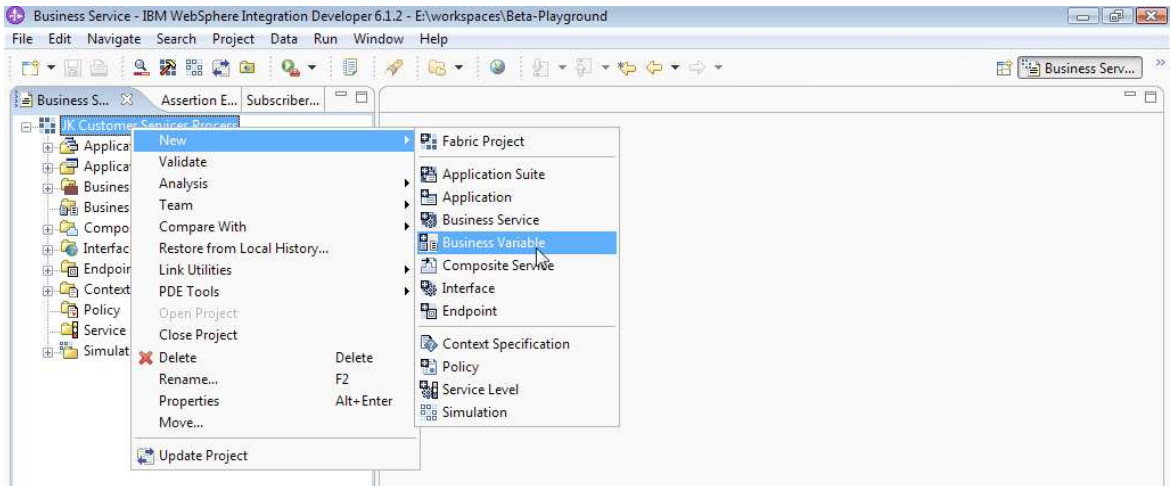 Business Service - IBM WebSphere Integration Developer 6.1.2 - E:\workspaces\Beta-Playground
File Edit Navigate Search Project Data Run Window Help
Business Serv...
Business S... Assertion E... Subscriber...
JK Customer Services Process
New
Validate
Analysis
Team
Compare With
Restore from Local History...
Link Utilities
PDE Tools
Open Project
Close Project
Delete Delete
Rename... F2
Properties Alt+Enter
Move...
Update Project
Applica
Applica
Busines
Busines
Compo
Interfac
Endpoin
Context
Policy
Service
Simulat
Fabric Project
Application Suite
Application
Business Service
Business Variable
Composite Service
Interface
Endpoint
Context Specification
Policy
Service Level
Simulation